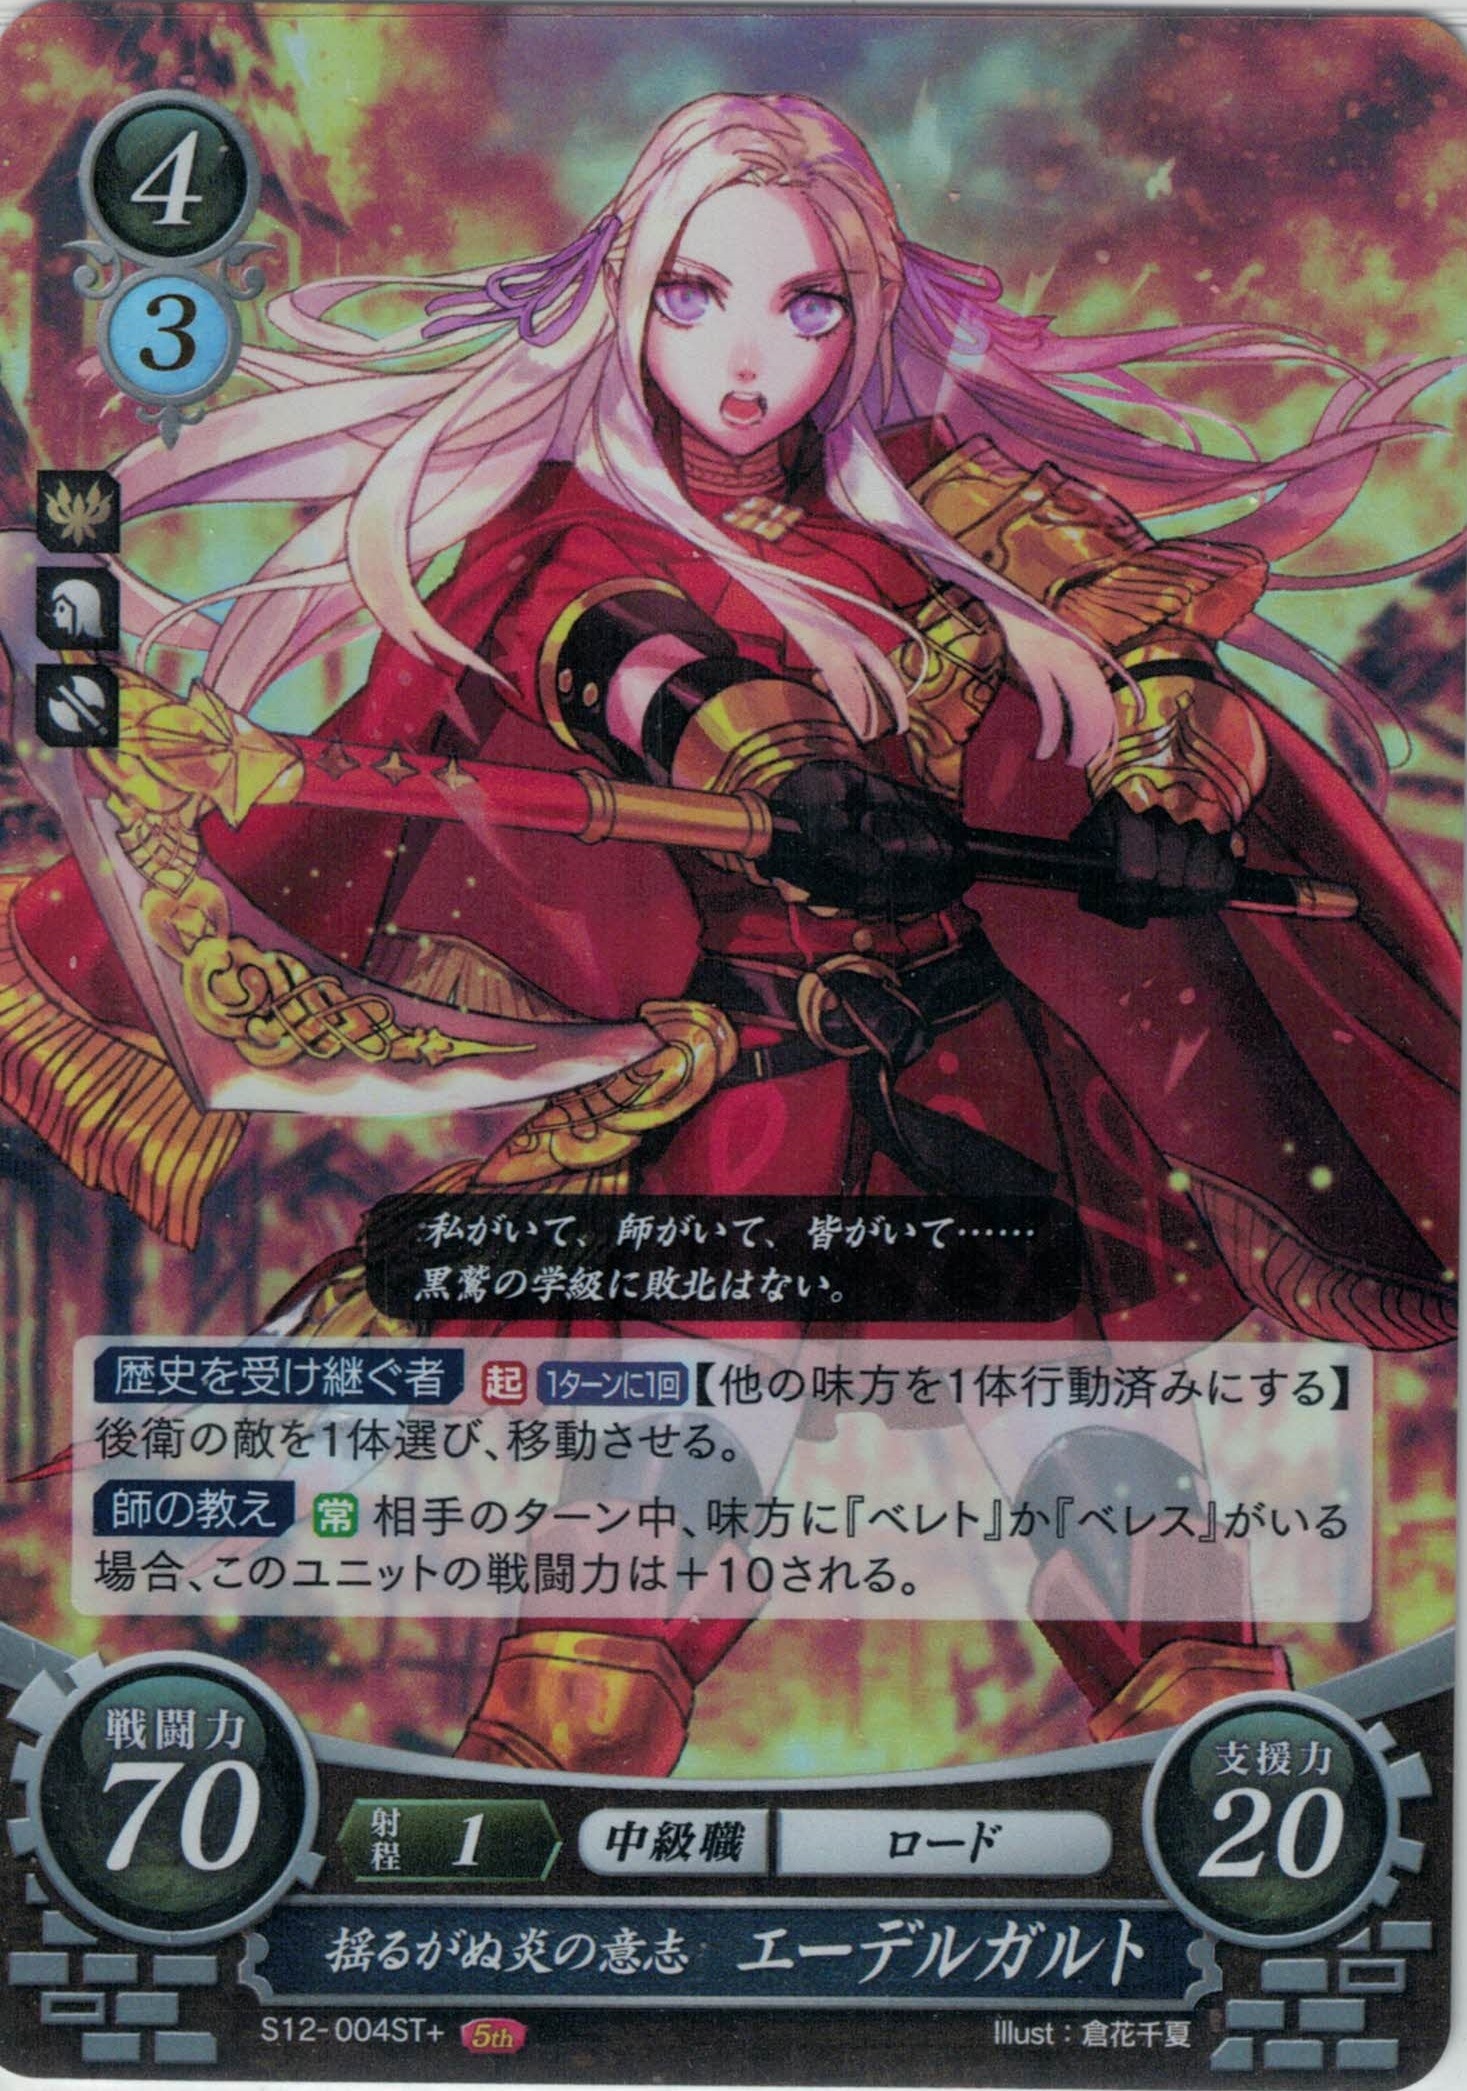 4
3
私がいて、師がいて、皆がいて……
黒鷲の学級に敗北はない。
歴史を受け継ぐ者 起 1ターンに1回【他の味方を1体行動済みにする】
後衛の敵を1体選び、移動させる。
師の教え 常 相手のターン中、味方に『ベレト』か『ベレス』がいる
場合、このユニットの戦闘力は＋10される。
戦闘力
70
射程 1 中級職 ロード
支援力
20
揺るがぬ炎の意志 エーデルガルト
S12-004ST+ 5th Illust：倉花千夏